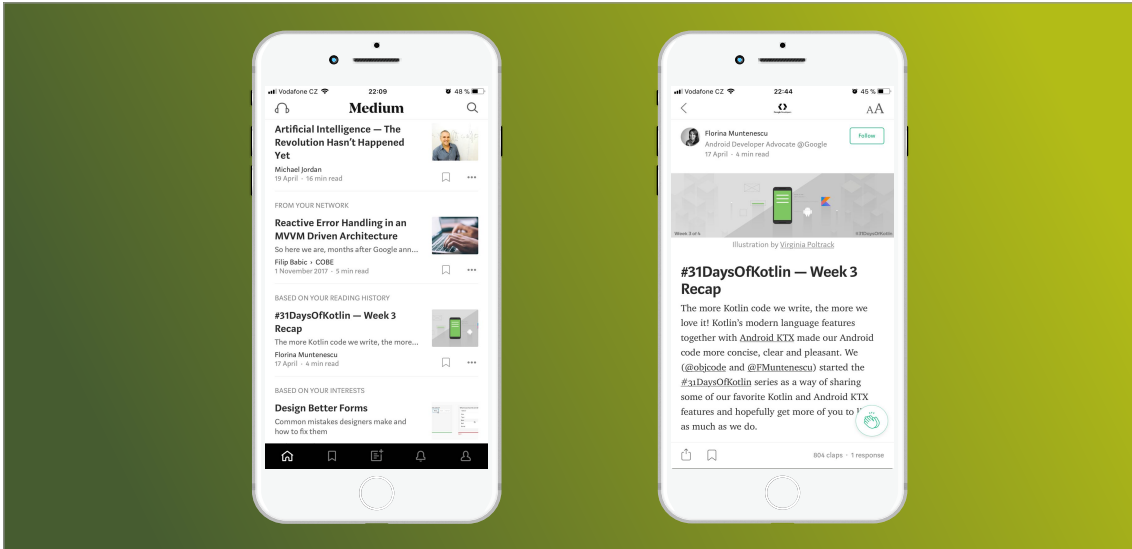 Vodafone CZ
22:09
48 %
Medium
Artificial Intelligence — The
Revolution Hasn't Happened
Yet
Michael Jordan
19 April · 16 min read
FROM YOUR NETWORK
Reactive Error Handling in an
MVVM Driven Architecture
So here we are, months after Google ann...
Filip Babic › COBE
1 November 2017 · 5 min read
BASED ON YOUR READING HISTORY
#31DaysOfKotlin — Week 3
Recap
The more Kotlin code we write, the more...
Florina Muntenescu
17 April · 4 min read
BASED ON YOUR INTERESTS
Design Better Forms
Common mistakes designers make and
how to fix them
Vodafone CZ
22:44
45 %
AA
Florina Muntenescu
Android Developer Advocate @Google
17 April · 4 min read
Follow
Week 3 of 4
#31DaysOfKotlin
Illustration by Virginia Poltrack
#31DaysOfKotlin — Week 3
Recap
The more Kotlin code we write, the more we
love it! Kotlin's modern language features
together with Android KTX made our Android
code more concise, clear and pleasant. We
(@objcode and @FMuntenescu) started the
#31DaysOfKotlin series as a way of sharing
some of our favorite Kotlin and Android KTX
features and hopefully get more of you to
as much as we do.
804 claps · 1 response